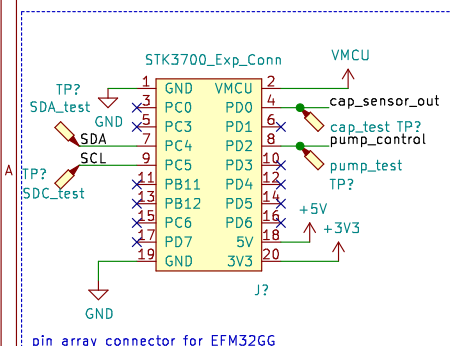 STK3700_Exp_Conn
VMCU
TP?
SDA_test
GND
1 GND VMCU 2
3 PC0 PD0 4 cap_sensor_out
5 PC3 PD1 6 cap_test TP?
SDA 7 PC4 PD2 8 pump_control
SCL 9 PC5 PD3 10 pump_test
TP?
SDC_test
A
11 PB11 PD4 12 TP?
13 PB12 PD5 14
15 PC6 PD6 16 +5V
17 PD7 5V 18 +3V3
19 GND 3V3 20
J?
GND
pin array connector for EFM32GG